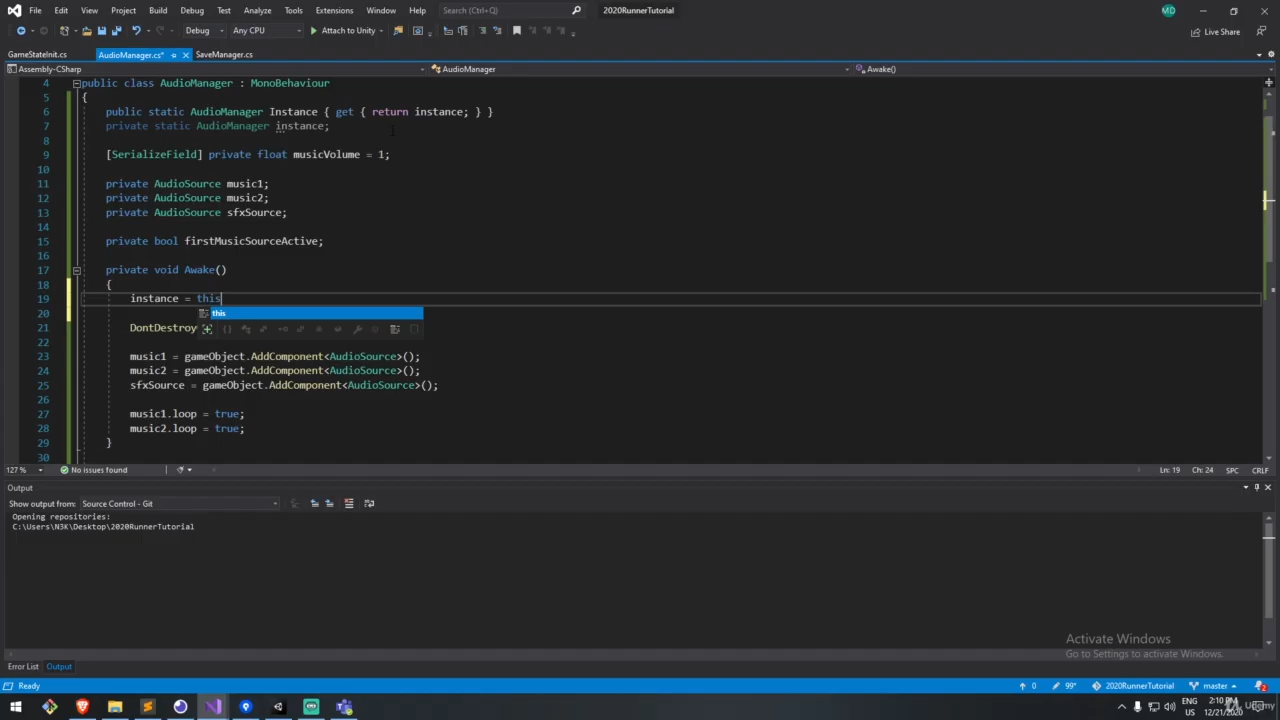 File Edit View Project Build Debug Test Analyze Tools Extensions Window Help Search (Ctrl+Q) 2020RunnerTutorial MD
Debug Any CPU Attach to Unity Live Share
GameStateInit.cs AudioManager.cs* SaveManager.cs
Assembly-CSharp AudioManager Awake()
4 public class AudioManager : MonoBehaviour
5 {
6 public static AudioManager Instance { get { return instance; } }
7 private static AudioManager instance;
8
9 [SerializeField] private float musicVolume = 1;
10
11 private AudioSource music1;
12 private AudioSource music2;
13 private AudioSource sfxSource;
14
15 private bool firstMusicSourceActive;
16
17 private void Awake()
18 {
19 instance = this
20 this
21 DontDestroy
22
23 music1 = gameObject.AddComponent<AudioSource>();
24 music2 = gameObject.AddComponent<AudioSource>();
25 sfxSource = gameObject.AddComponent<AudioSource>();
26
27 music1.loop = true;
28 music2.loop = true;
29 }
30
127 % No issues found Ln: 19 Ch: 24 SPC CRLF
Output
Show output from: Source Control - Git
Opening repositories:
C:\Users\N3K\Desktop\2020RunnerTutorial
Activate Windows
Go to Settings to activate Windows.
Error List Output
Ready 0 99+ 2020RunnerTutorial master 2
ENG 2:10 PM
US 12/21/2020
Udemy